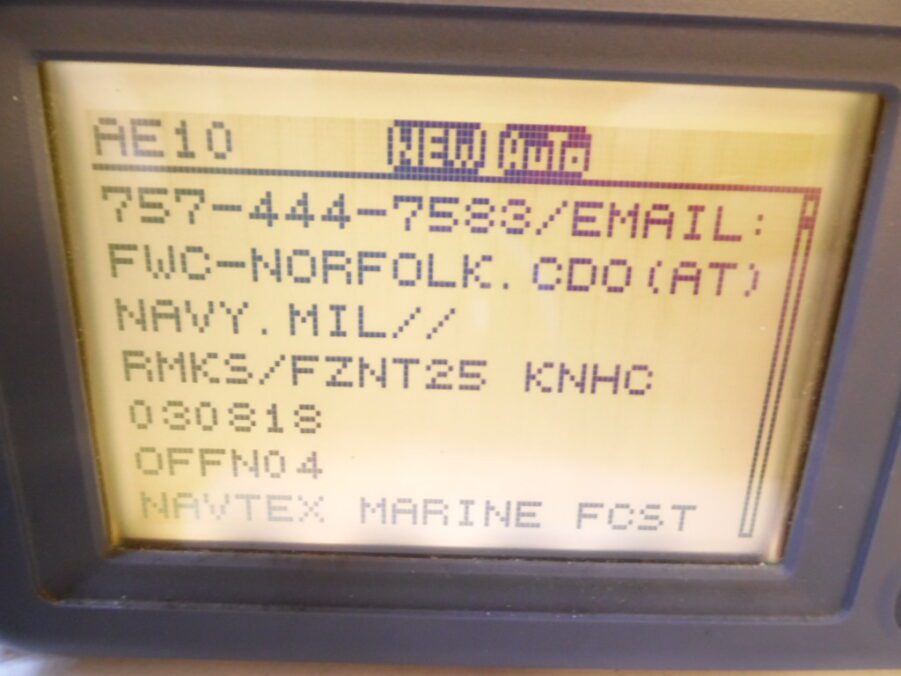 AE10 NEW AuTo
757-444-7583/EMAIL:
FWC-NORFOLK.CDO(AT)
NAVY.MIL//
RMKS/FZNT25 KNHC
030818
OFFN04
NAVTEX MARINE FCST